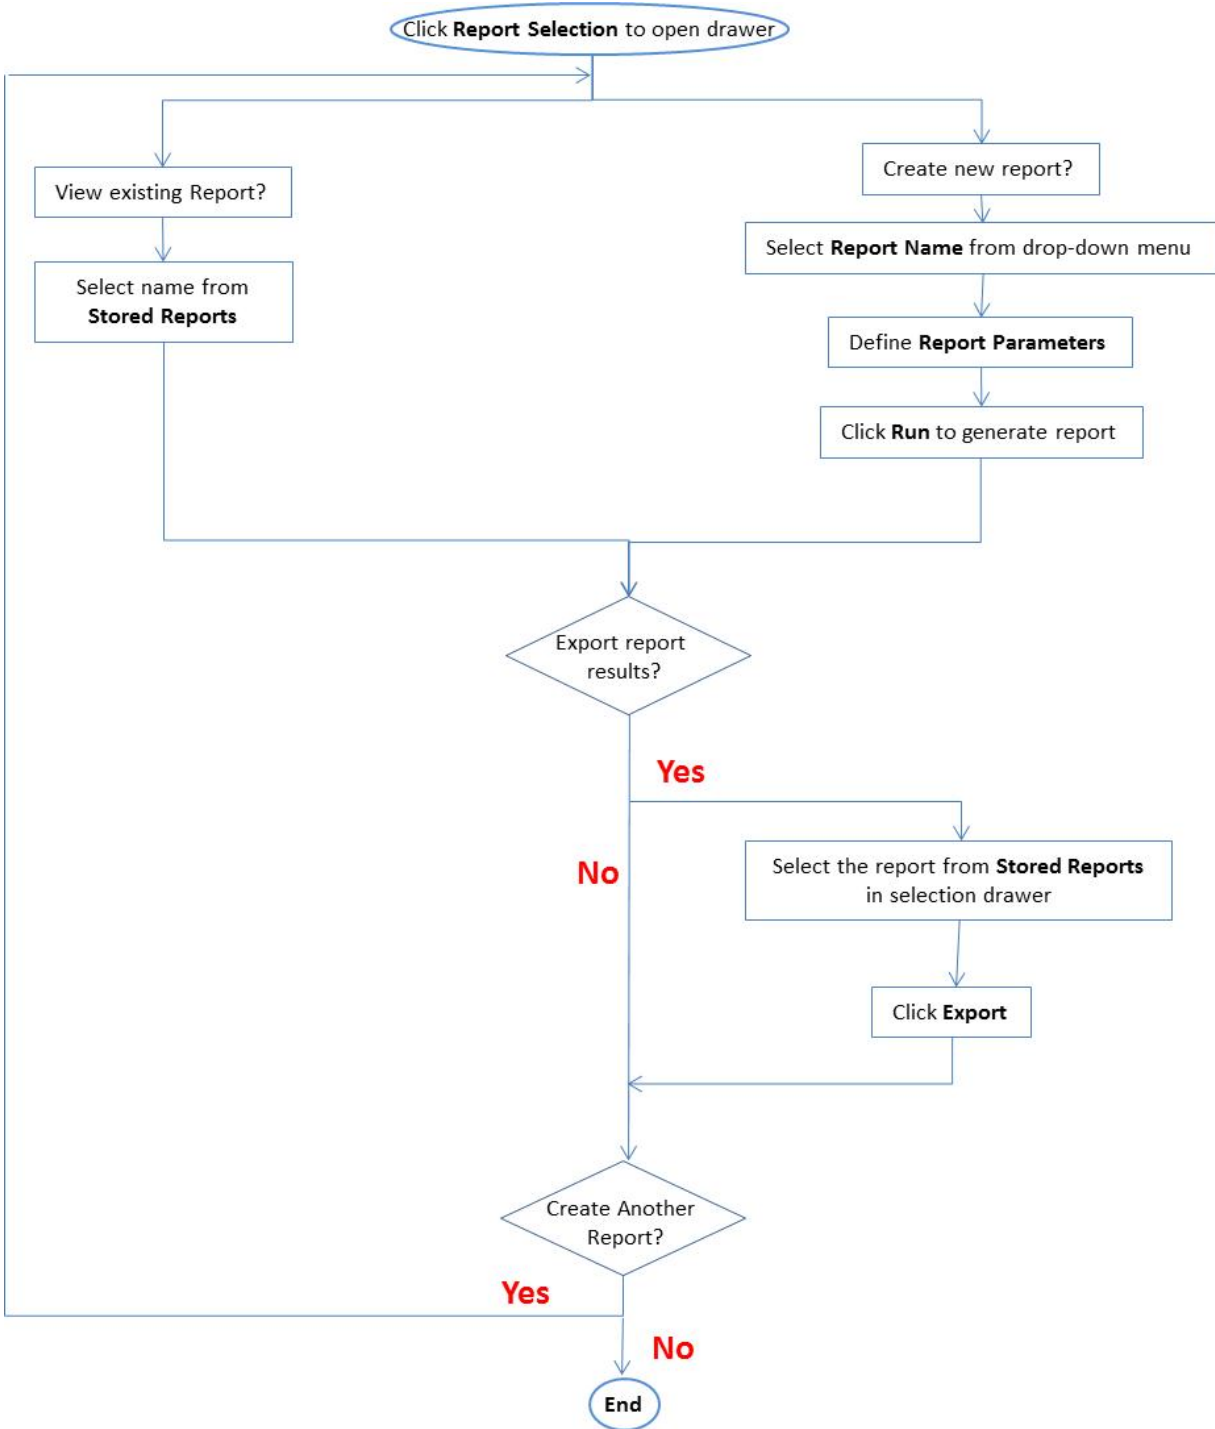 Click Report Selection to open drawer
View existing Report?
Select name from
Stored Reports
Create new report?
Select Report Name from drop-down menu
Define Report Parameters
Click Run to generate report
Export report
results?
Yes
No
Select the report from Stored Reports
in selection drawer
Click Export
Create Another
Report?
Yes
No
End